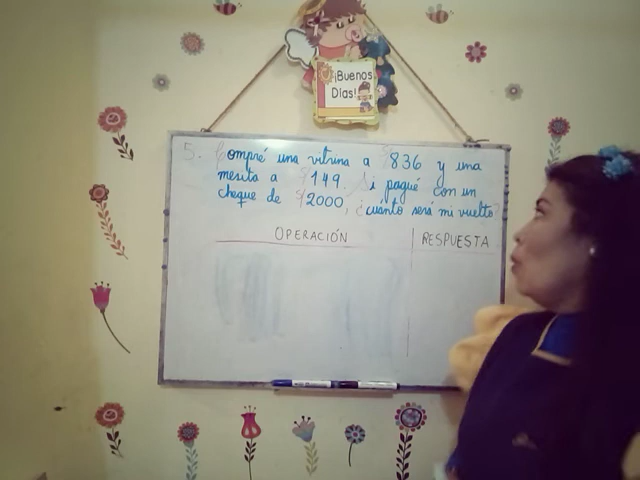 ¡Buenos
Días!
5. Compré una vitrina a $836 y una
mesita a $149. Si pagué con un
cheque de $2000, ¿cuánto será mi vuelto?
OPERACIÓN RESPUESTA